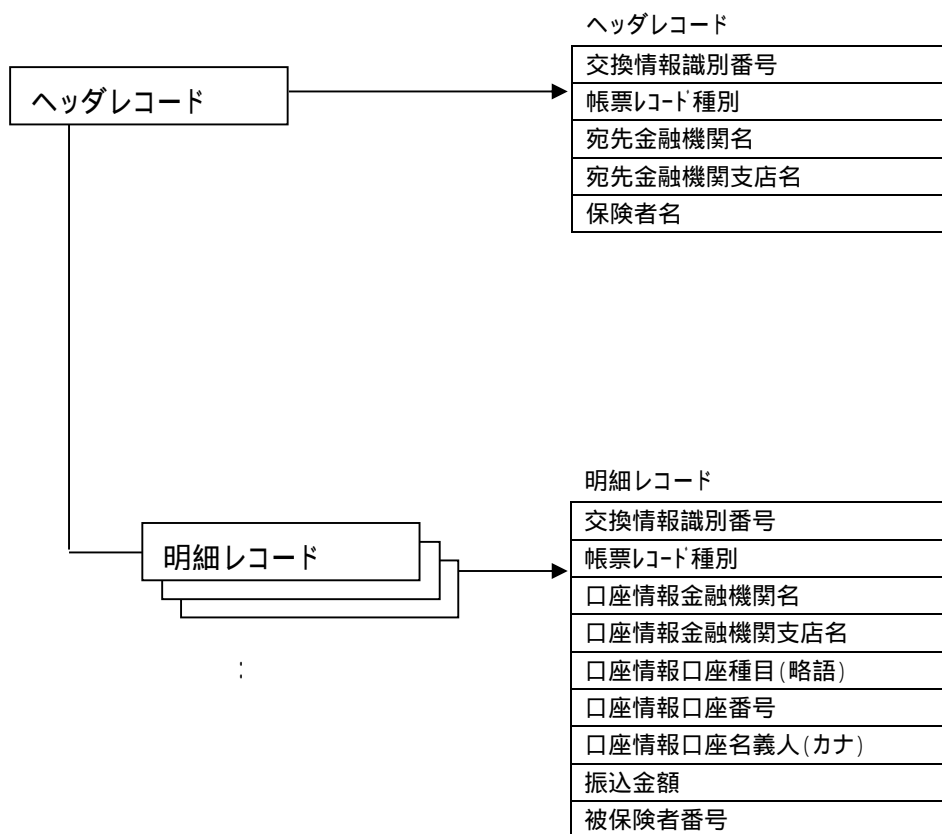 ヘッダレコード
ヘッダレコード
交換情報識別番号
帳票ﾚｺｰﾄﾞ種別
宛先金融機関名
宛先金融機関支店名
保険者名
明細レコード
明細レコード
交換情報識別番号
帳票ﾚｺｰﾄﾞ種別
口座情報金融機関名
口座情報金融機関支店名
口座情報口座種目(略語)
口座情報口座番号
口座情報口座名義人(カナ)
振込金額
被保険者番号
: